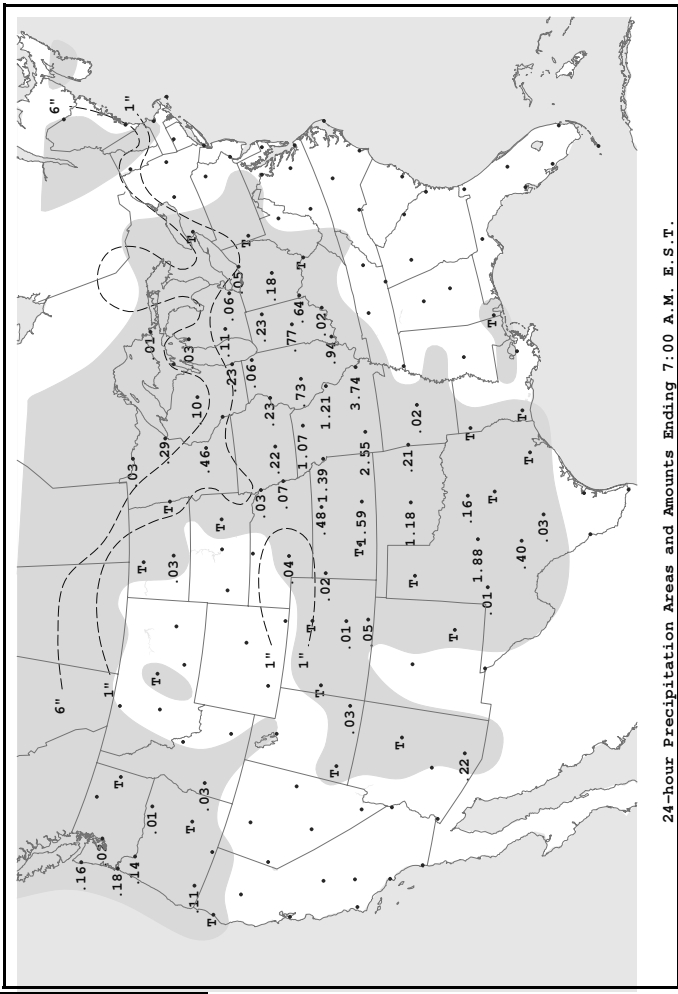 6" 6"
.16
02 1" 1"
.18 T
.14 03
T
.01 .01
T
.29
T
.03
03
T T
.11
10
.03 .46
T
T
.11
.06
.23
.05
T
.06
.03 .23
1"
.23 .18
.22
.07
.04
.77
.64
T
.73
1.07
1"
T
T
.48 1.39 .02
.02 1.21
.94
T
.01
.03
3.74
T 1.59
2.55
.05
T
.21
1.18
T
.02
T
.22
.16
T
1.88
.01
T T
.40 T
T
.03
24-hour Precipitation Areas and Amounts Ending 7:00 A.M. E.S.T.